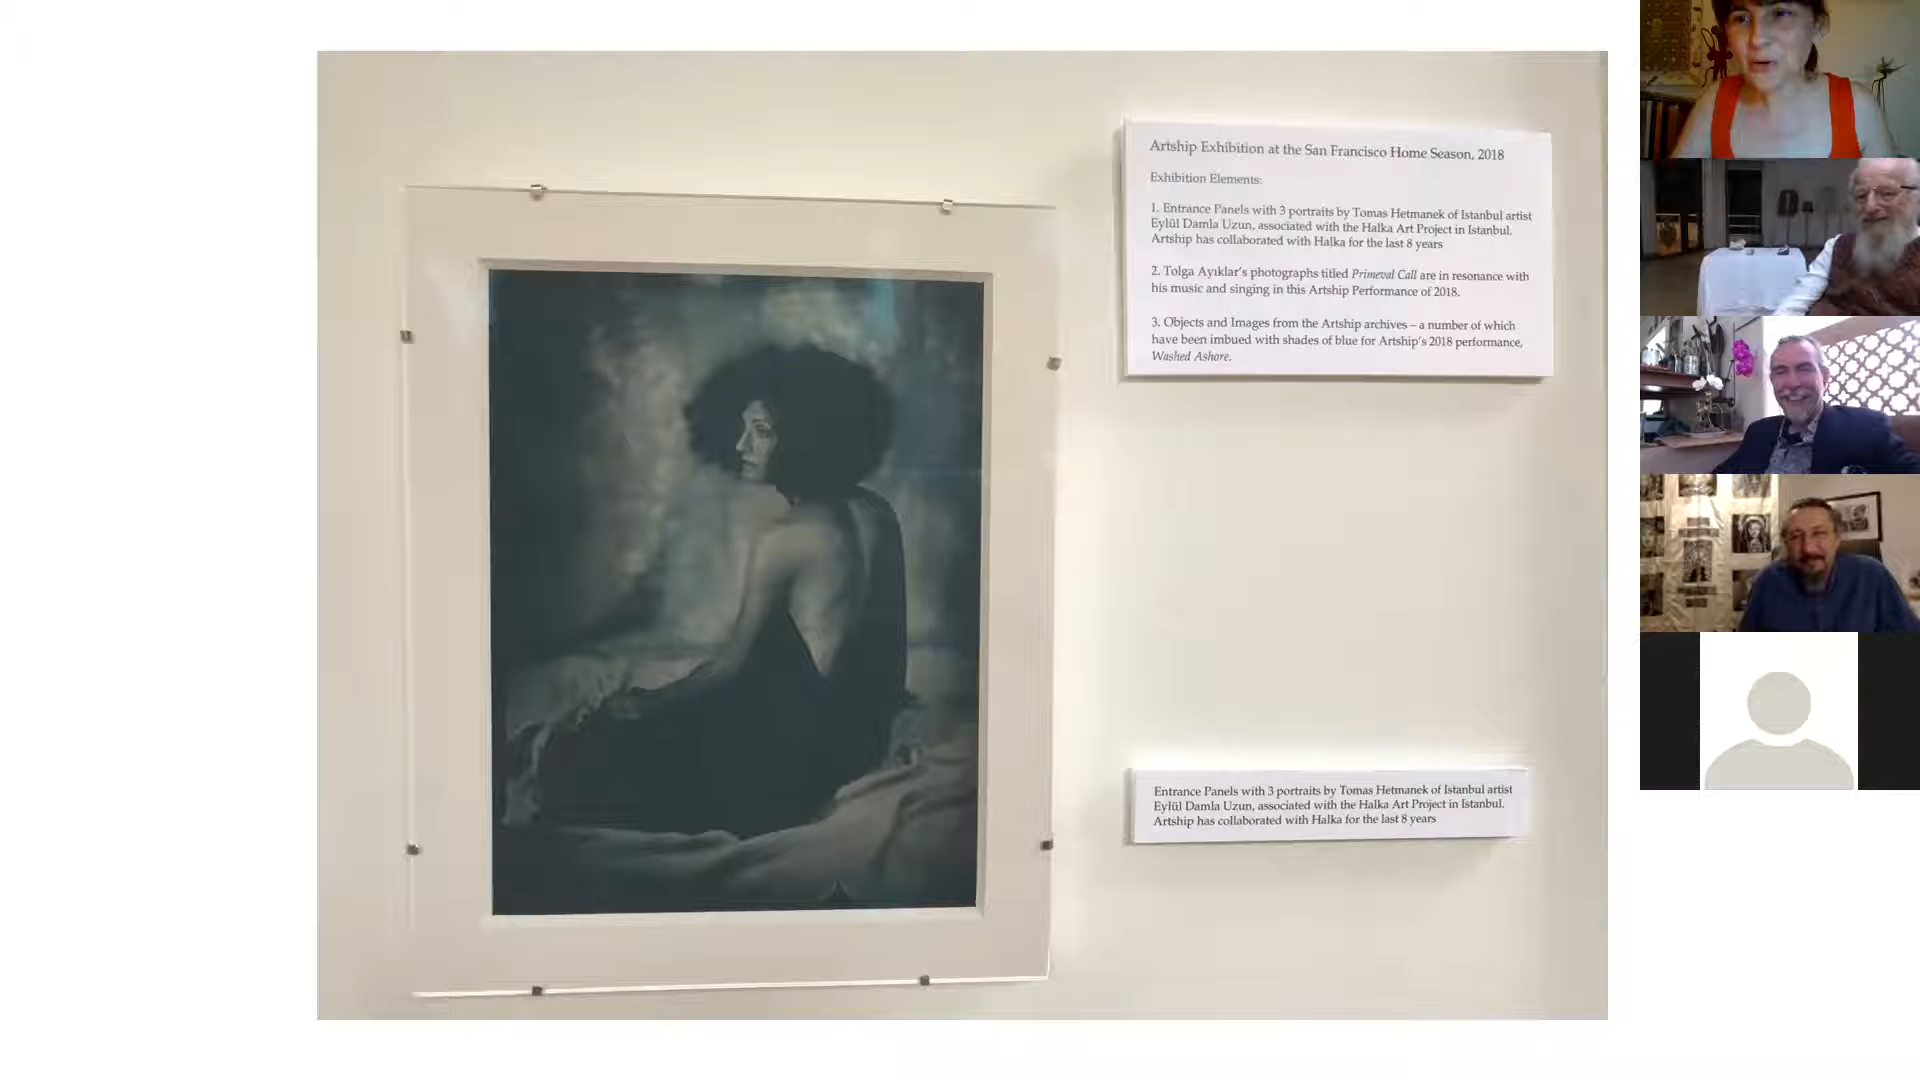 Artship Exhibition at the San Francisco Home Season, 2018
Exhibition Elements:
1. Entrance Panels with 3 portraits by Tomas Hetmanek of Istanbul artist
Eylül Damla Uzun, associated with the Halka Art Project in Istanbul.
Artship has collaborated with Halka for the last 8 years
2. Tolga Ayıklar's photographs titled Primeval Call are in resonance with
his music and singing in this Artship Performance of 2018.
3. Objects and Images from the Artship archives – a number of which
have been imbued with shades of blue for Artship's 2018 performance,
Washed Ashore.
Entrance Panels with 3 portraits by Tomas Hetmanek of Istanbul artist
Eylül Damla Uzun, associated with the Halka Art Project in Istanbul.
Artship has collaborated with Halka for the last 8 years